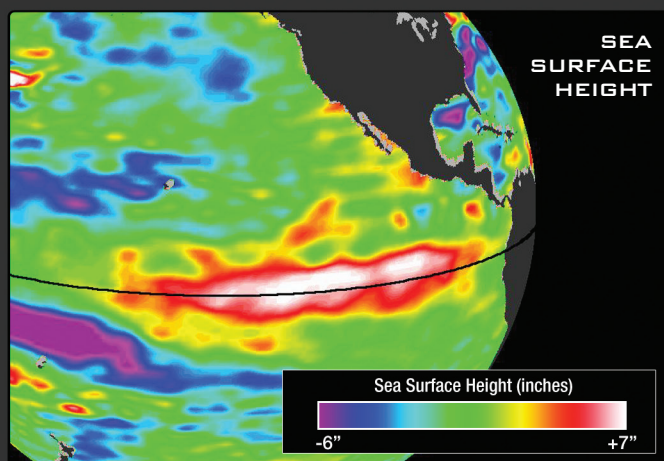 SEA
SURFACE
HEIGHT
Sea Surface Height (inches)
-6” +7”